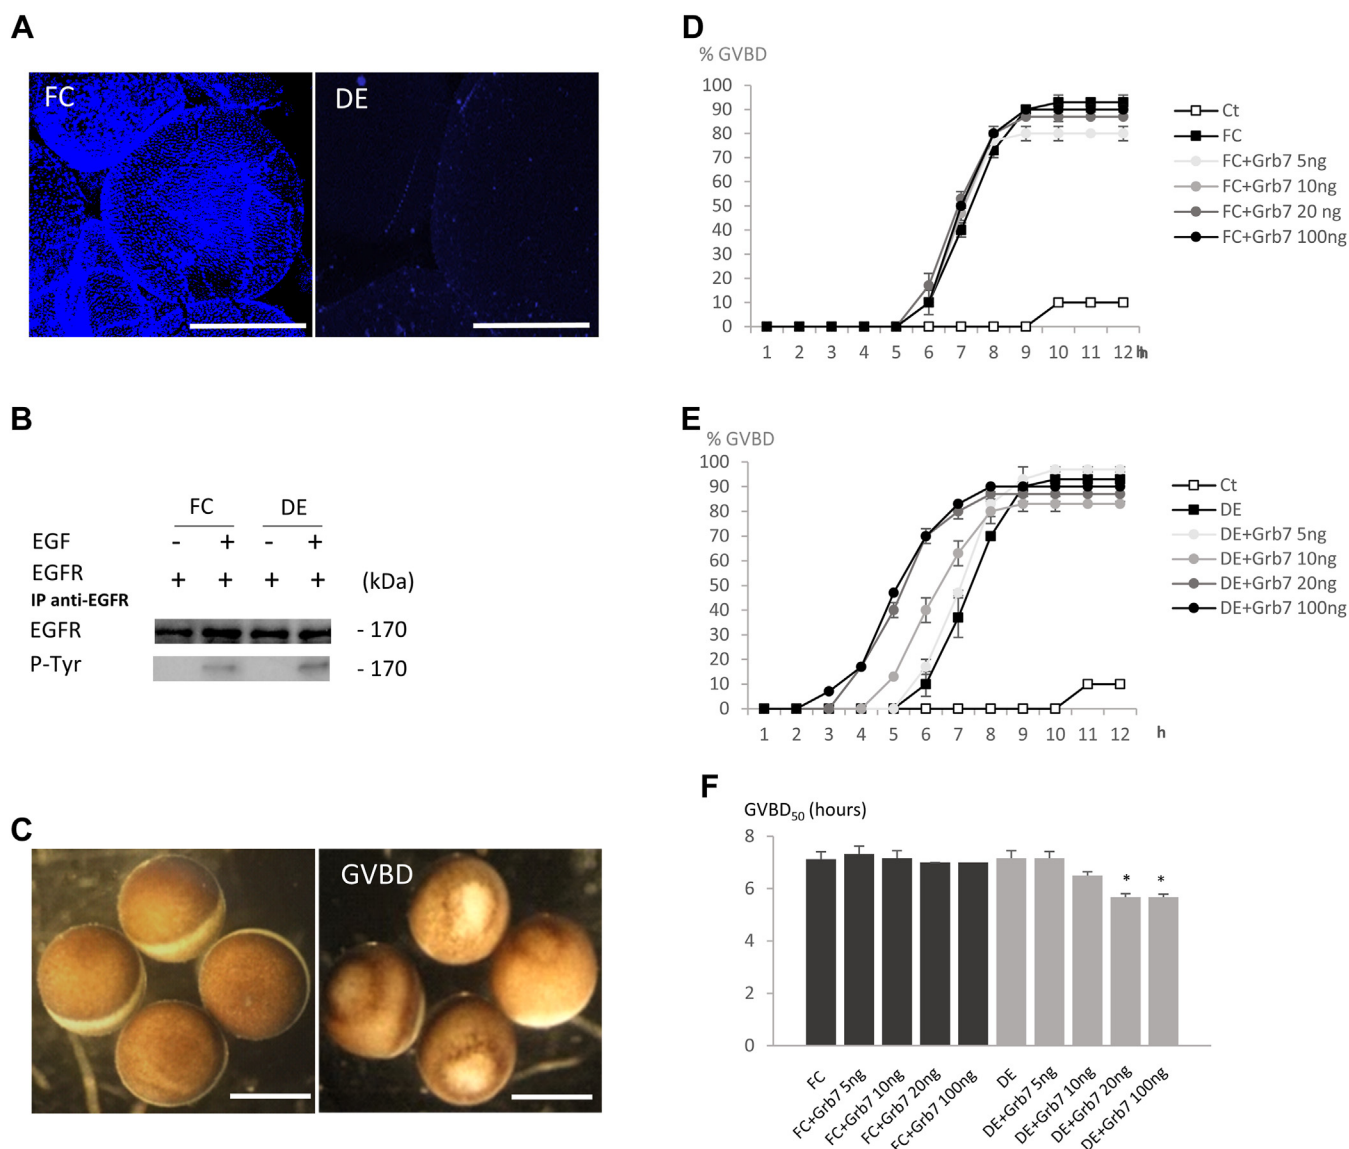 A
FC
DE
B
FC DE
EGF - + - +
EGFR + + + + (kDa)
IP anti-EGFR
EGFR - 170
P-Tyr - 170
C
GVBD
D
% GVBD
100
90
80
70
60
50
40
30
20
10
0
1 2 3 4 5 6 7 8 9 10 11 12 h
Ct
FC
FC+Grb7 5ng
FC+Grb7 10ng
FC+Grb7 20 ng
FC+Grb7 100ng
E
% GVBD
100
90
80
70
60
50
40
30
20
10
0
1 2 3 4 5 6 7 8 9 10 11 12 h
Ct
DE
DE+Grb7 5ng
DE+Grb7 10ng
DE+Grb7 20ng
DE+Grb7 100ng
F
GVBD50 (hours)
8
6
4
2
0
* *
FC
FC+Grb7 5ng
FC+Grb7 10ng
FC+Grb7 20ng
FC+Grb7 100ng
DE
DE+Grb7 5ng
DE+Grb7 10ng
DE+Grb7 20ng
DE+Grb7 100ng